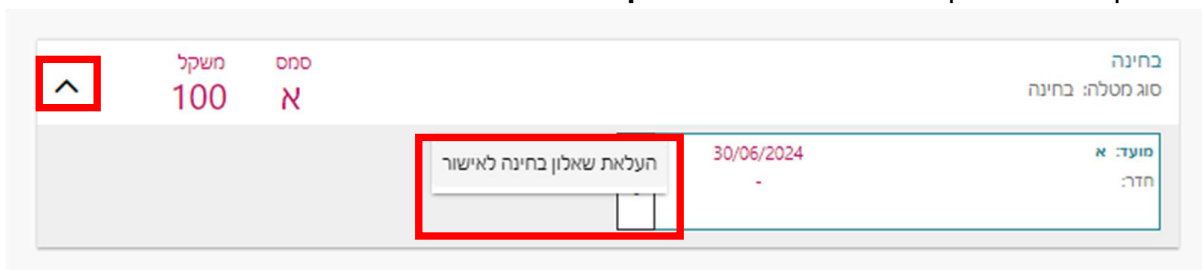 בחינה
סוג מטלה: בחינה
סמס
א
משקל
100
מועד: א
חדר:
30/06/2024
-
העלאת שאלון בחינה לאישור